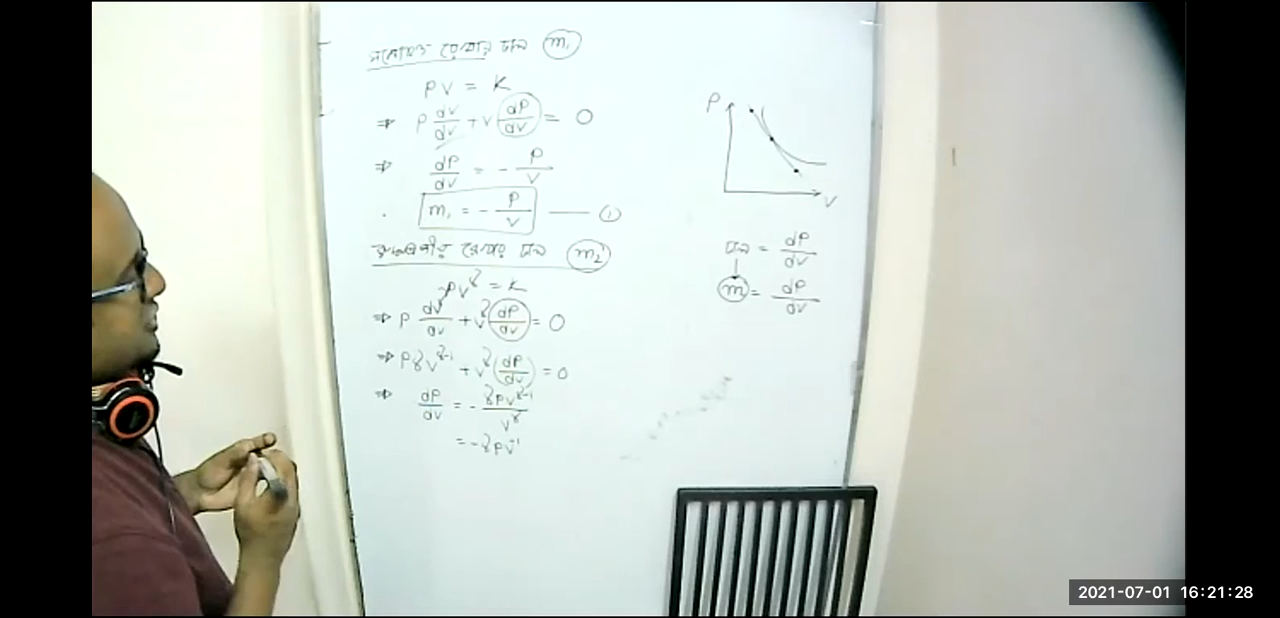 সমোষ্ণ রেখার ঢাল m₁
PV = K
⇒ P dV/dV + V dP/dV = 0
⇒ dP/dV = - P/V
m₁ = - P/V —— ①
রুদ্ধতাপীয় রেখার ঢাল m₂
PV^γ = K
⇒ P dV^γ/dV + V^γ dP/dV = 0
⇒ PγV^γ-1 + V^γ (dP/dV) = 0
⇒ dP/dV = - γPV^γ-1/V^γ
= -γPV^-1
P
V
ঢাল = dP/dV
m = dP/dV
2021-07-01 16:21:28